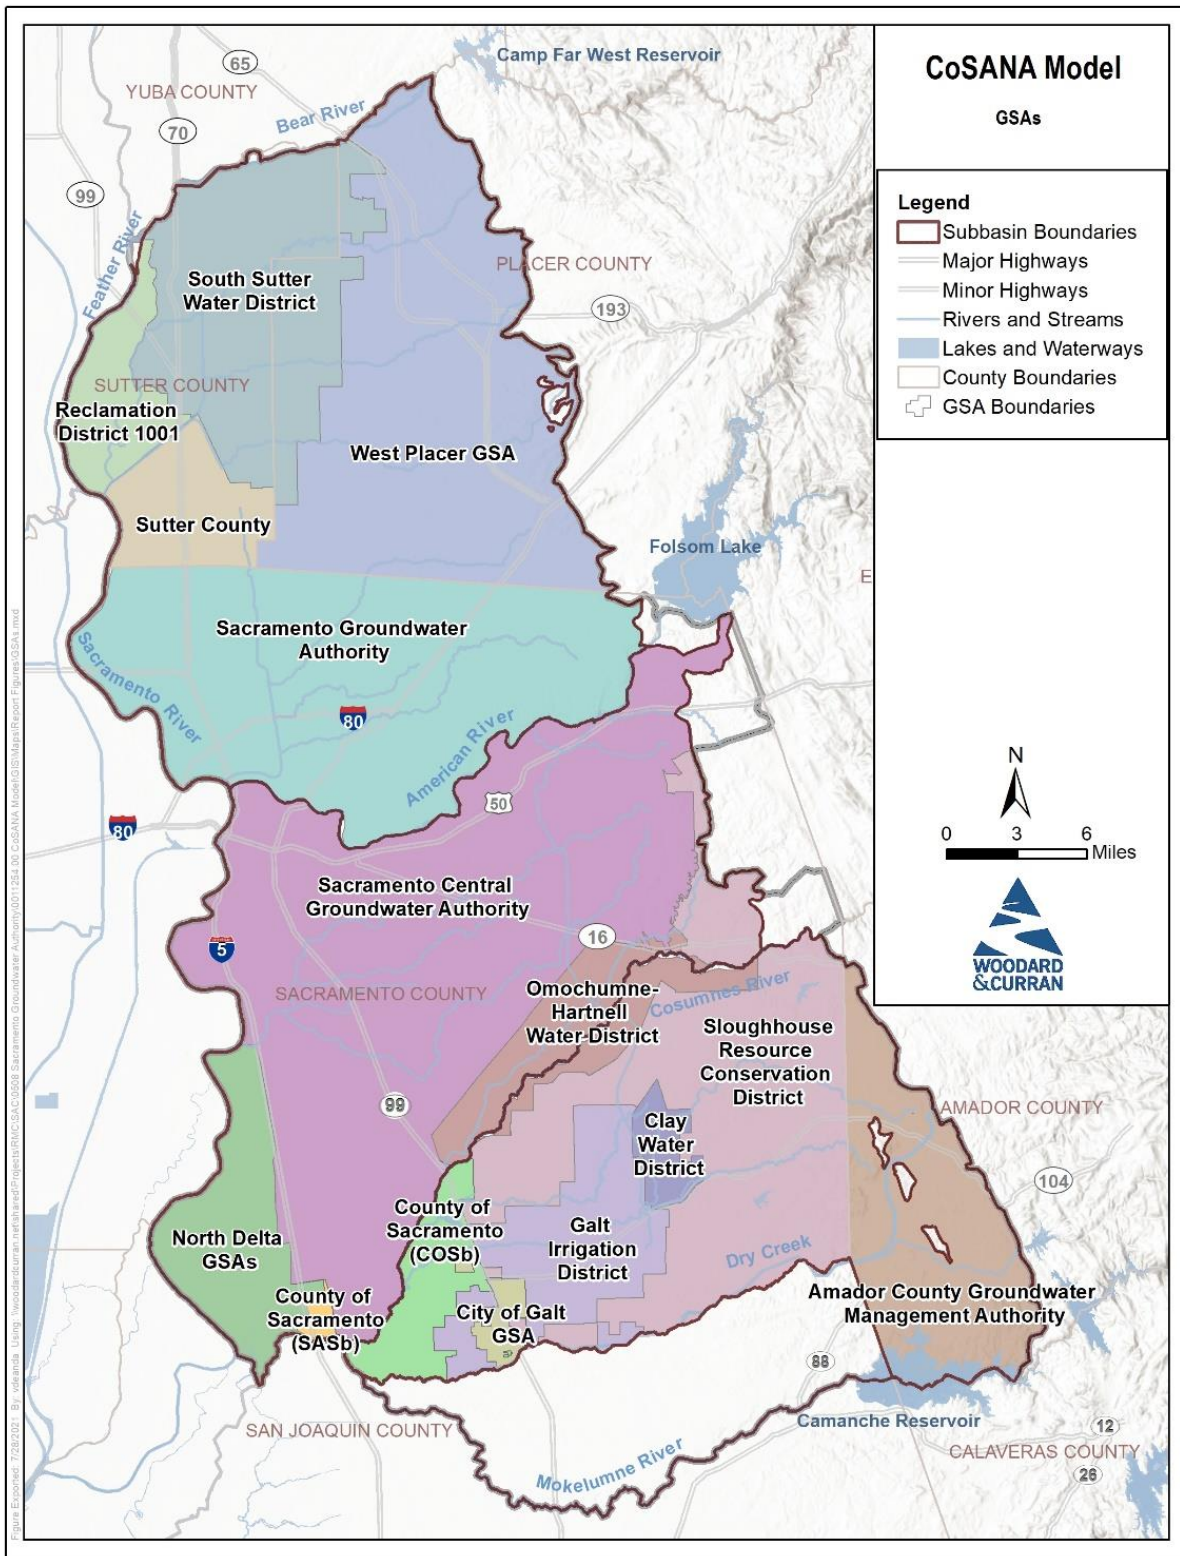 CoSANA Model
GSAs
Legend
Subbasin Boundaries
Major Highways
Minor Highways
Rivers and Streams
Lakes and Waterways
County Boundaries
GSA Boundaries
Camp Far West Reservoir
65
YUBA COUNTY
Bear River
70
99
Feather River
South Sutter
Water District
PLACER COUNTY
193
SUTTER COUNTY
Reclamation
District 1001
West Placer GSA
Sutter County
Folsom Lake
E
Sacramento Groundwater
Authority
Sacramento River
80
American River
50
80
N
0 3 6
Miles
WOODARD
&CURRAN
Sacramento Central
Groundwater Authority
16
5
SACRAMENTO COUNTY
Omochumne-
Hartnell
Water District
Cosumnes River
Sloughhouse
Resource
Conservation
District
99
AMADOR COUNTY
Clay
Water
District
104
County of
Sacramento
(COSb)
North Delta
GSAs
Galt
Irrigation
District
Dry Creek
County of
Sacramento
(SASb)
City of Galt
GSA
Amador County Groundwater
Management Authority
88
SAN JOAQUIN COUNTY
Camanche Reservoir
12
CALAVERAS COUNTY
26
Mokelumne River